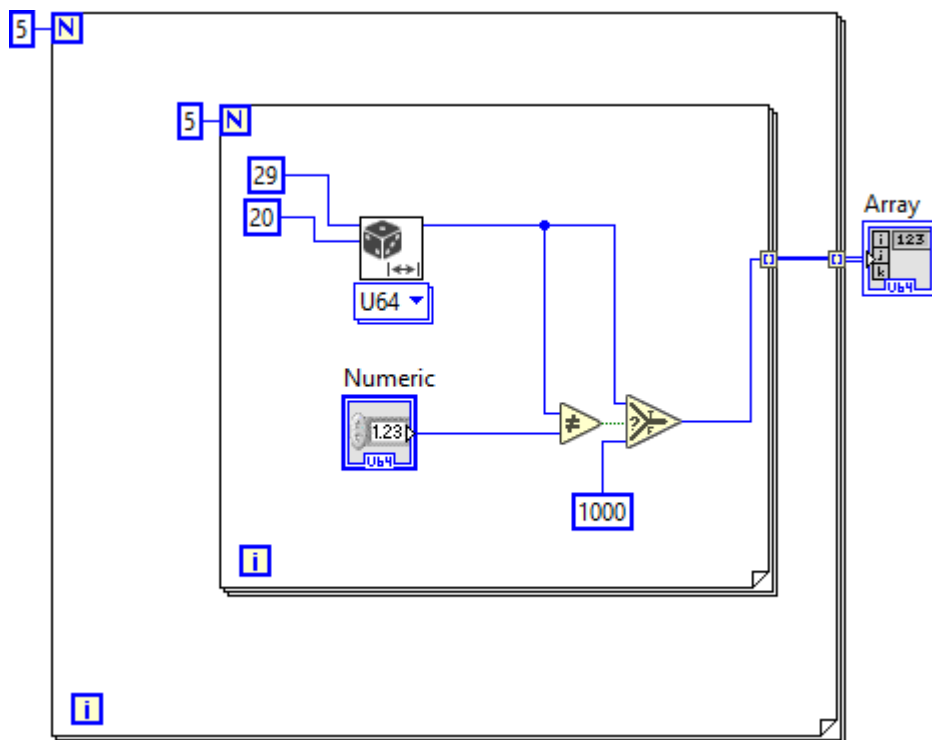 5 N
5 N
29
20
Array
i 123
j
k
U64
U64
Numeric
1.23
U64
≠
? T F
1000
i
i